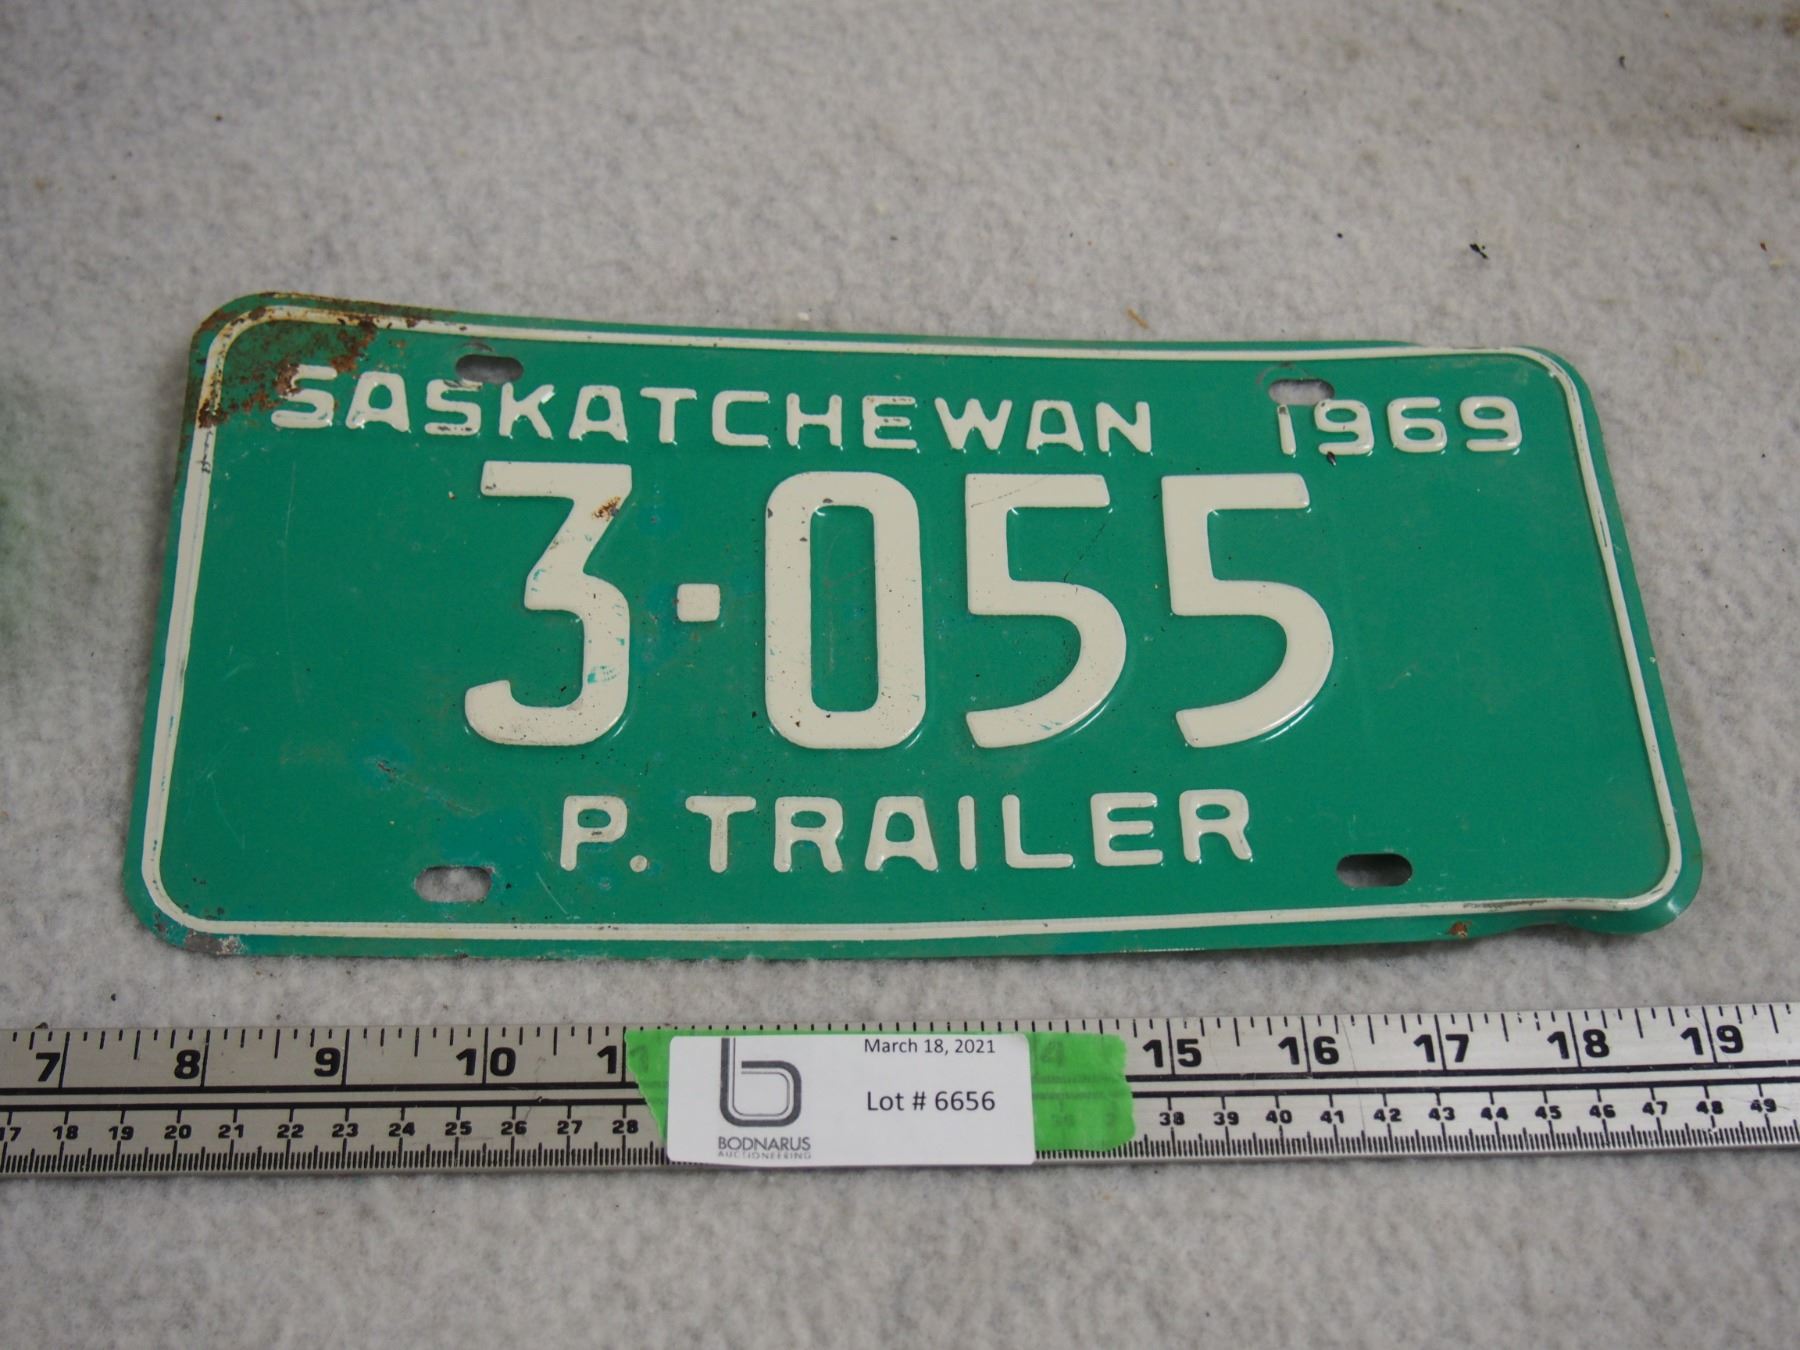 SASKATCHEWAN 1969
3·055
P. TRAILER
7 8 9 10 1 4 15 16 17 18 19
March 18, 2021
Lot # 6656
BODNARUS
AUCTIONEERING
17 18 19 20 21 22 23 24 25 26 27 28 38 39 40 41 42 43 44 45 46 47 48 49